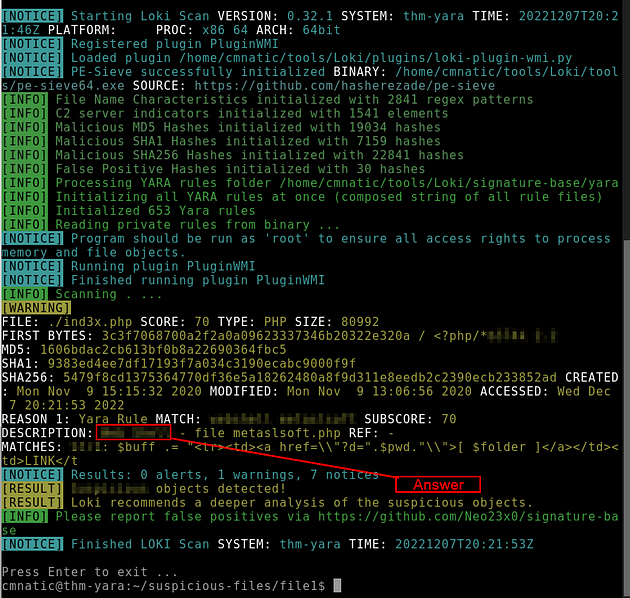 [NOTICE] Starting Loki Scan VERSION: 0.32.1 SYSTEM: thm-yara TIME: 20221207T20:2
1:46Z PLATFORM:     PROC: x86 64 ARCH: 64bit
[NOTICE] Registered plugin PluginWMI
[NOTICE] Loaded plugin /home/cmnatic/tools/Loki/plugins/loki-plugin-wmi.py
[NOTICE] PE-Sieve successfully initialized BINARY: /home/cmnatic/tools/Loki/tool
s/pe-sieve64.exe SOURCE: https://github.com/hasherezade/pe-sieve
[INFO] File Name Characteristics initialized with 2841 regex patterns
[INFO] C2 server indicators initialized with 1541 elements
[INFO] Malicious MD5 Hashes initialized with 19034 hashes
[INFO] Malicious SHA1 Hashes initialized with 7159 hashes
[INFO] Malicious SHA256 Hashes initialized with 22841 hashes
[INFO] False Positive Hashes initialized with 30 hashes
[INFO] Processing YARA rules folder /home/cmnatic/tools/Loki/signature-base/yara
[INFO] Initializing all YARA rules at once (composed string of all rule files)
[INFO] Initialized 653 Yara rules
[INFO] Reading private rules from binary ...
[NOTICE] Program should be run as 'root' to ensure all access rights to process
memory and file objects.
[NOTICE] Running plugin PluginWMI
[NOTICE] Finished running plugin PluginWMI
[INFO] Scanning . ...
[WARNING]
FILE: ./ind3x.php SCORE: 70 TYPE: PHP SIZE: 80992
FIRST BYTES: 3c3f7068700a2f2a0a09623337346b20322e320a / <?php/*
MD5: 1606bdac2cb613bf0b8a22690364fbc5
SHA1: 9383ed4ee7df17193f7a034c3190ecabc9000f9f
SHA256: 5479f8cd1375364770df36e5a18262480a8f9d311e8eedb2c2390ecb233852ad CREATED
: Mon Nov  9 15:15:32 2020 MODIFIED: Mon Nov  9 13:06:56 2020 ACCESSED: Wed Dec
 7 20:21:53 2022
REASON 1: Yara Rule MATCH: SUBSCORE: 70
DESCRIPTION: - file metaslsoft.php REF: -
MATCHES: $buff .= "<tr><td><a href=\\"?d=".$pwd."\\">[ $folder ]</a></td><
td>LINK</t
[NOTICE] Results: 0 alerts, 1 warnings, 7 notices
Answer
[RESULT] objects detected!
[RESULT] Loki recommends a deeper analysis of the suspicious objects.
[INFO] Please report false positives via https://github.com/Neo23x0/signature-ba
se
[NOTICE] Finished LOKI Scan SYSTEM: thm-yara TIME: 20221207T20:21:53Z
Press Enter to exit ...
cmnatic@thm-yara:~/suspicious-files/file1$